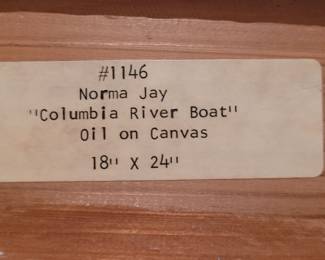 #1146
Norma Jay
"Columbia River Boat"
Oil on Canvas
18" X 24"